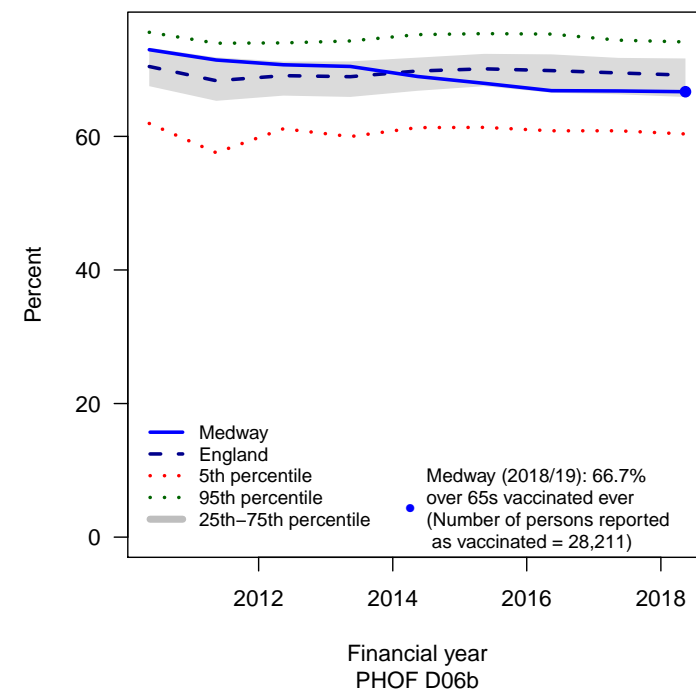 60
40
20
0
Percent
Medway
England
5th percentile
95th percentile
25th−75th percentile
Medway (2018/19): 66.7%
over 65s vaccinated ever
(Number of persons reported
as vaccinated = 28,211)
2012
2014
2016
2018
Financial year
PHOF D06b